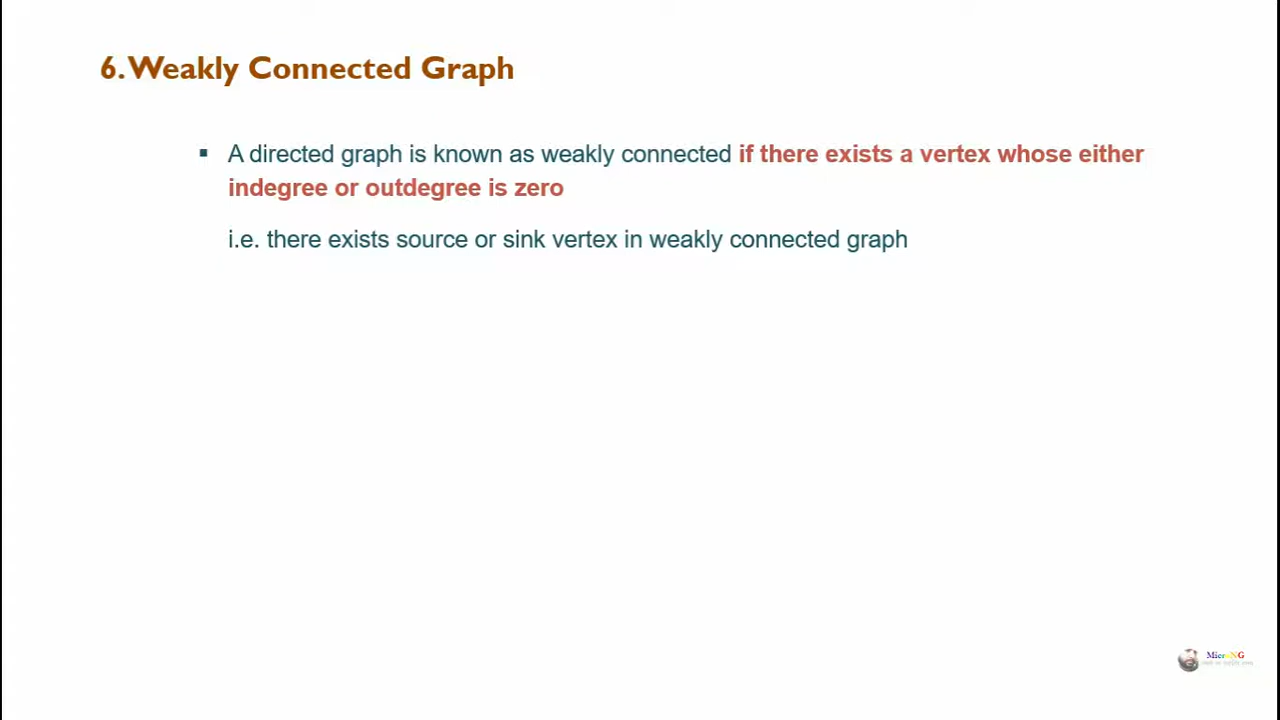 6. Weakly Connected Graph
▪ A directed graph is known as weakly connected if there exists a vertex whose either
indegree or outdegree is zero
i.e. there exists source or sink vertex in weakly connected graph
MicroNG